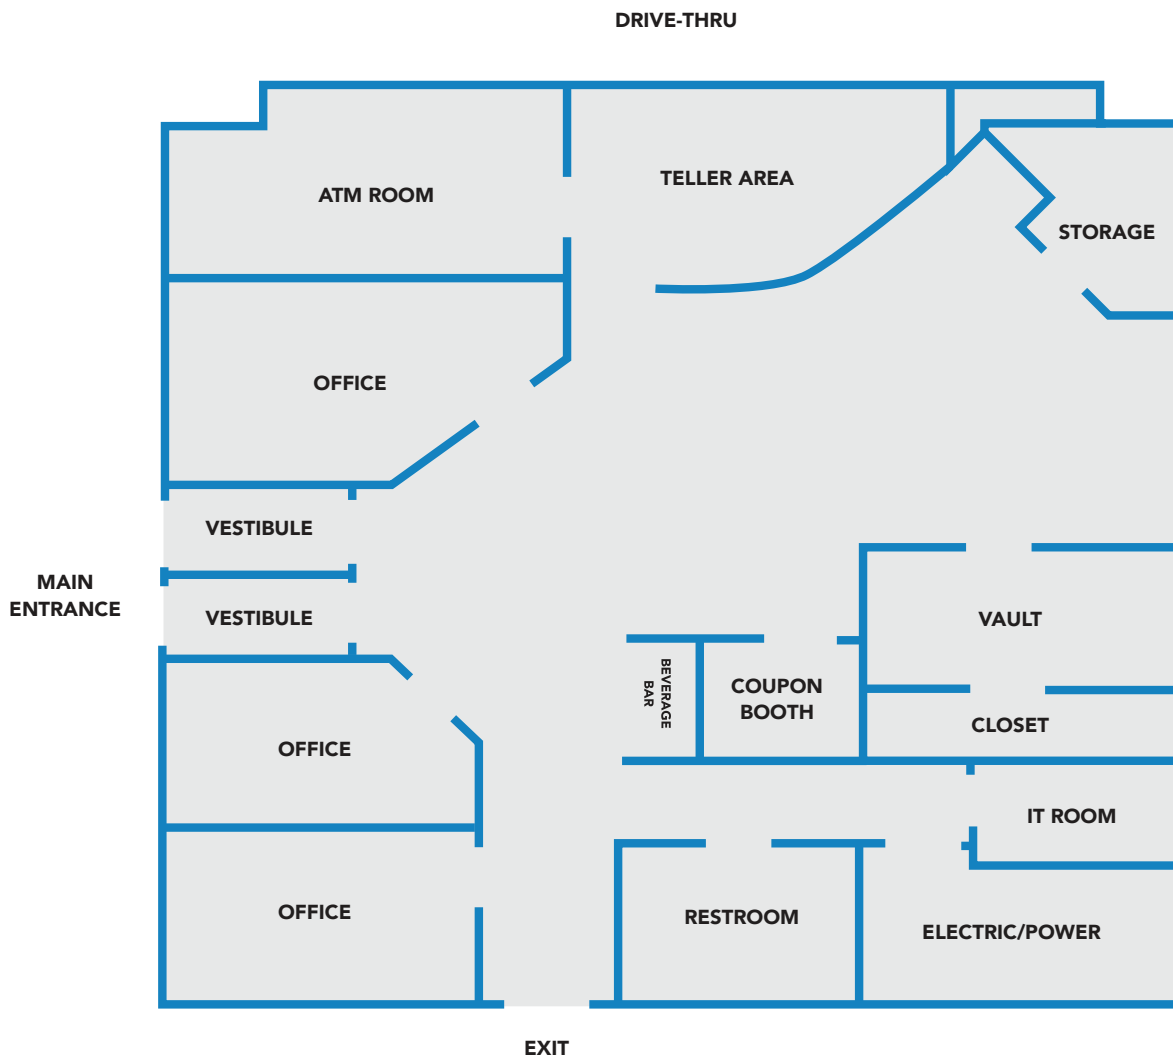 DRIVE-THRU
ATM ROOM
TELLER AREA
STORAGE
OFFICE
VESTIBULE
MAIN
ENTRANCE
VESTIBULE
VAULT
BEVERAGE
BAR
COUPON
BOOTH
CLOSET
OFFICE
IT ROOM
OFFICE
RESTROOM
ELECTRIC/POWER
EXIT